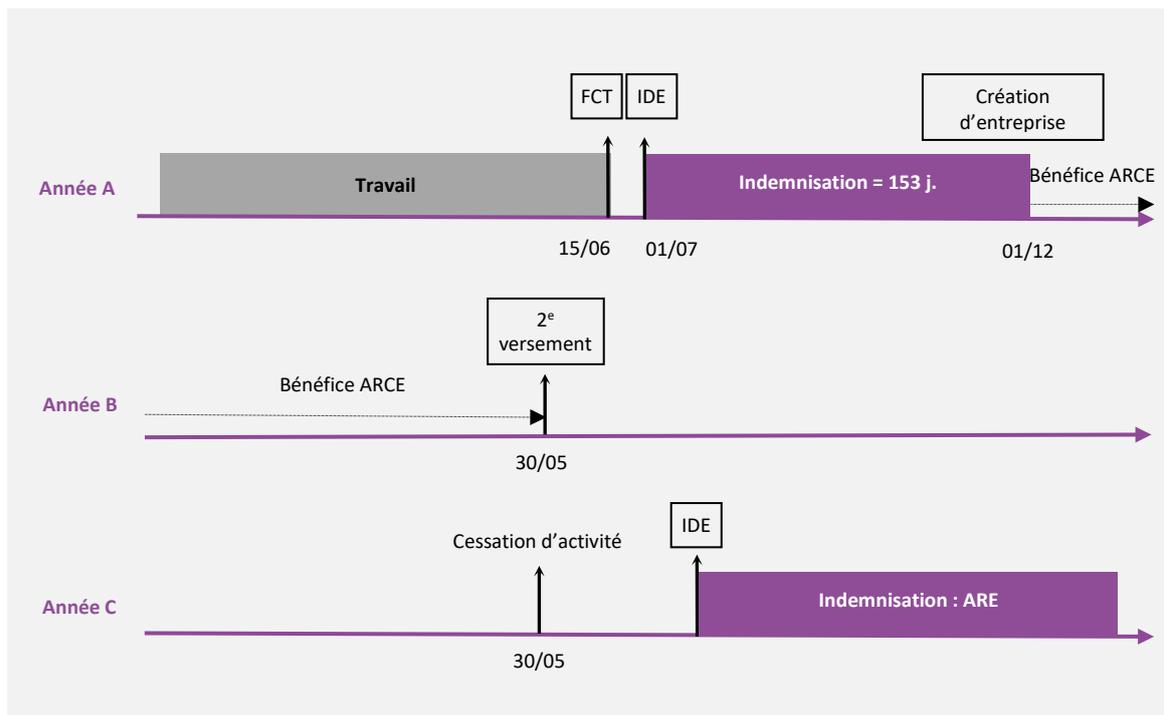 FCT
IDE
Création
d’entreprise
Année A
Travail
Indemnisation = 153 j.
Bénéfice ARCE
15/06
01/07
01/12
2e
versement
Bénéfice ARCE
Année B
30/05
IDE
Cessation d’activité
Année C
Indemnisation : ARE
30/05